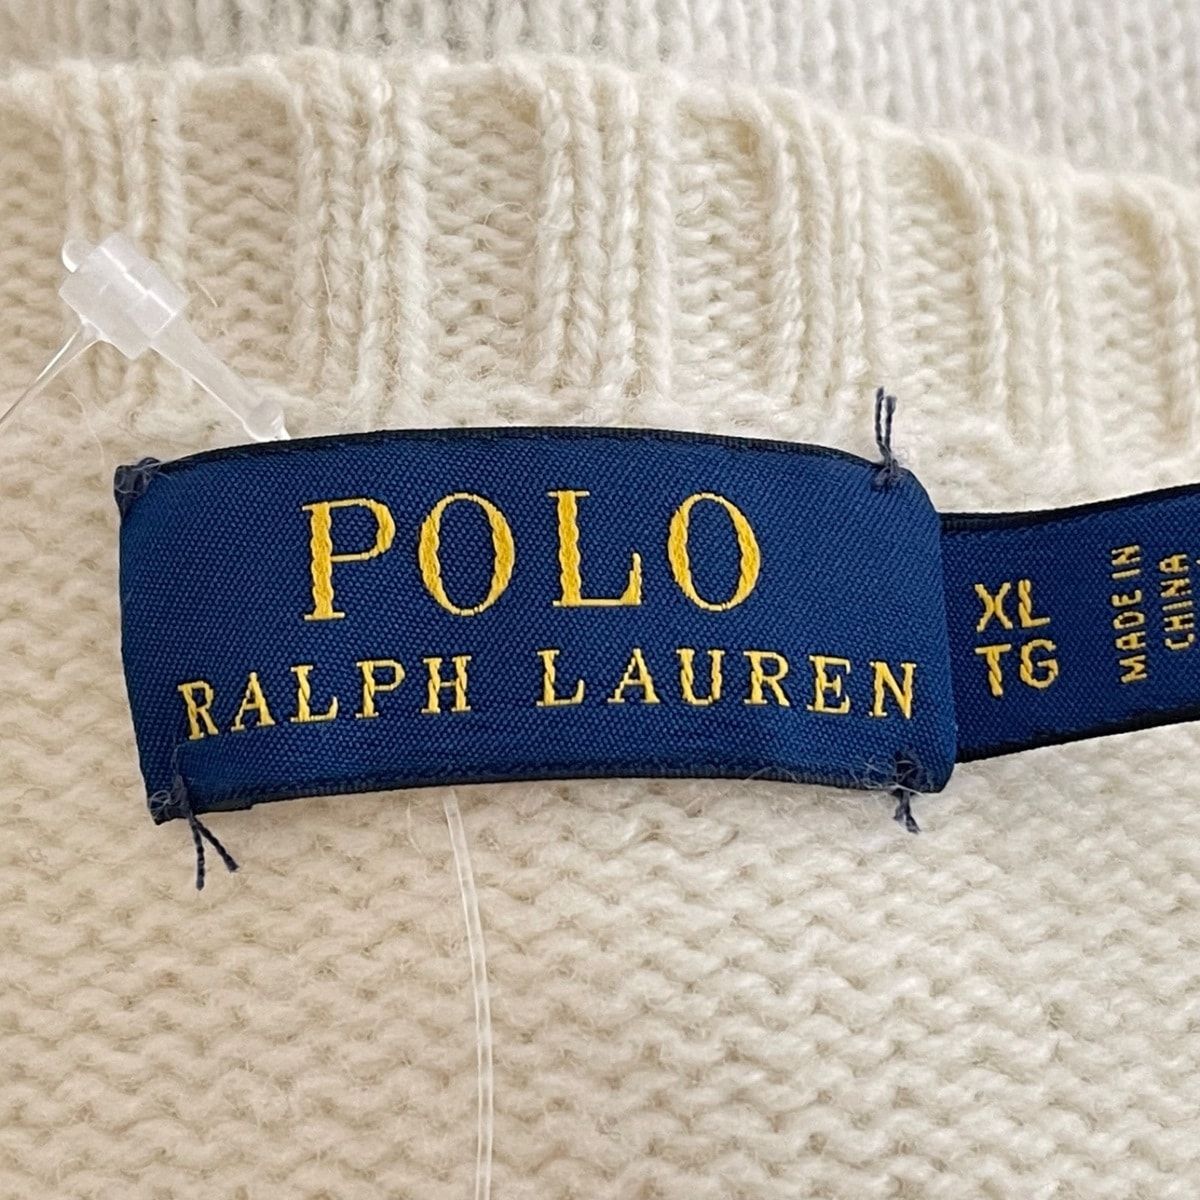 POLO
RALPH LAUREN
XL
TG
MADE IN
CHINA